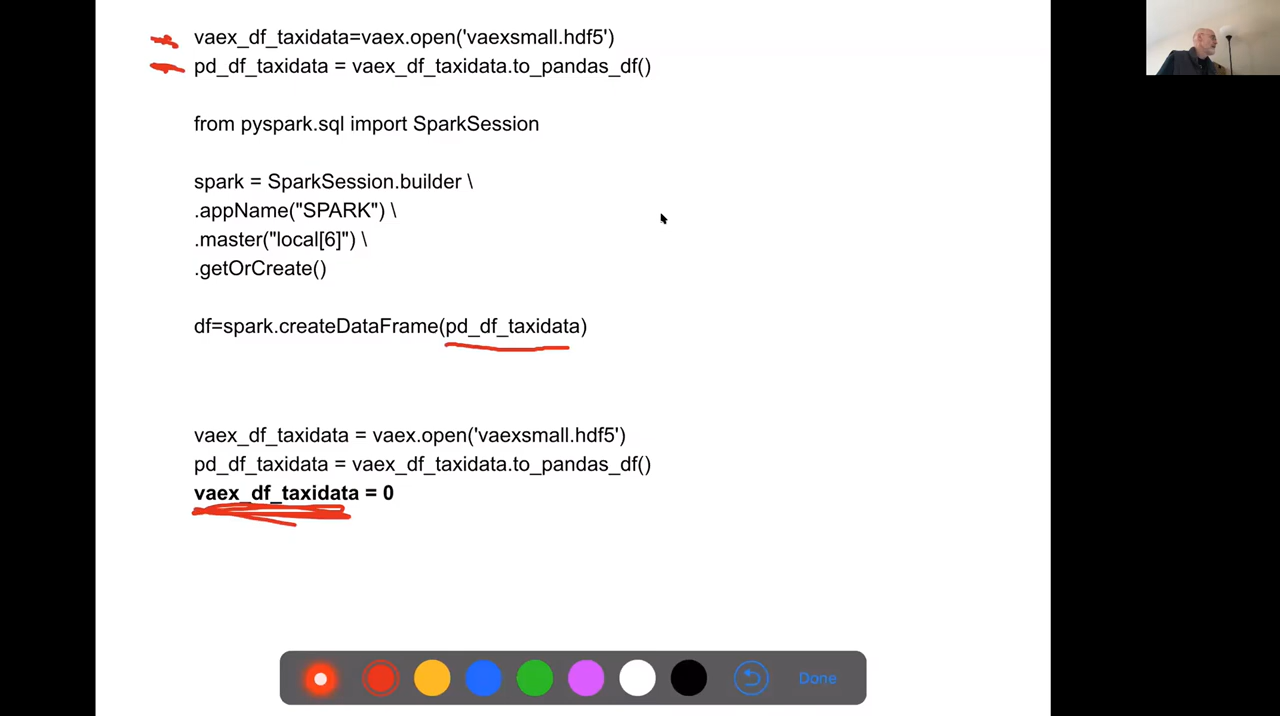 vaex_df_taxidata=vaex.open('vaexsmall.hdf5')
pd_df_taxidata = vaex_df_taxidata.to_pandas_df()
from pyspark.sql import SparkSession
spark = SparkSession.builder \
.appName("SPARK") \
.master("local[6]") \
.getOrCreate()
df=spark.createDataFrame(pd_df_taxidata)
vaex_df_taxidata = vaex.open('vaexsmall.hdf5')
pd_df_taxidata = vaex_df_taxidata.to_pandas_df()
vaex_df_taxidata = 0
Done